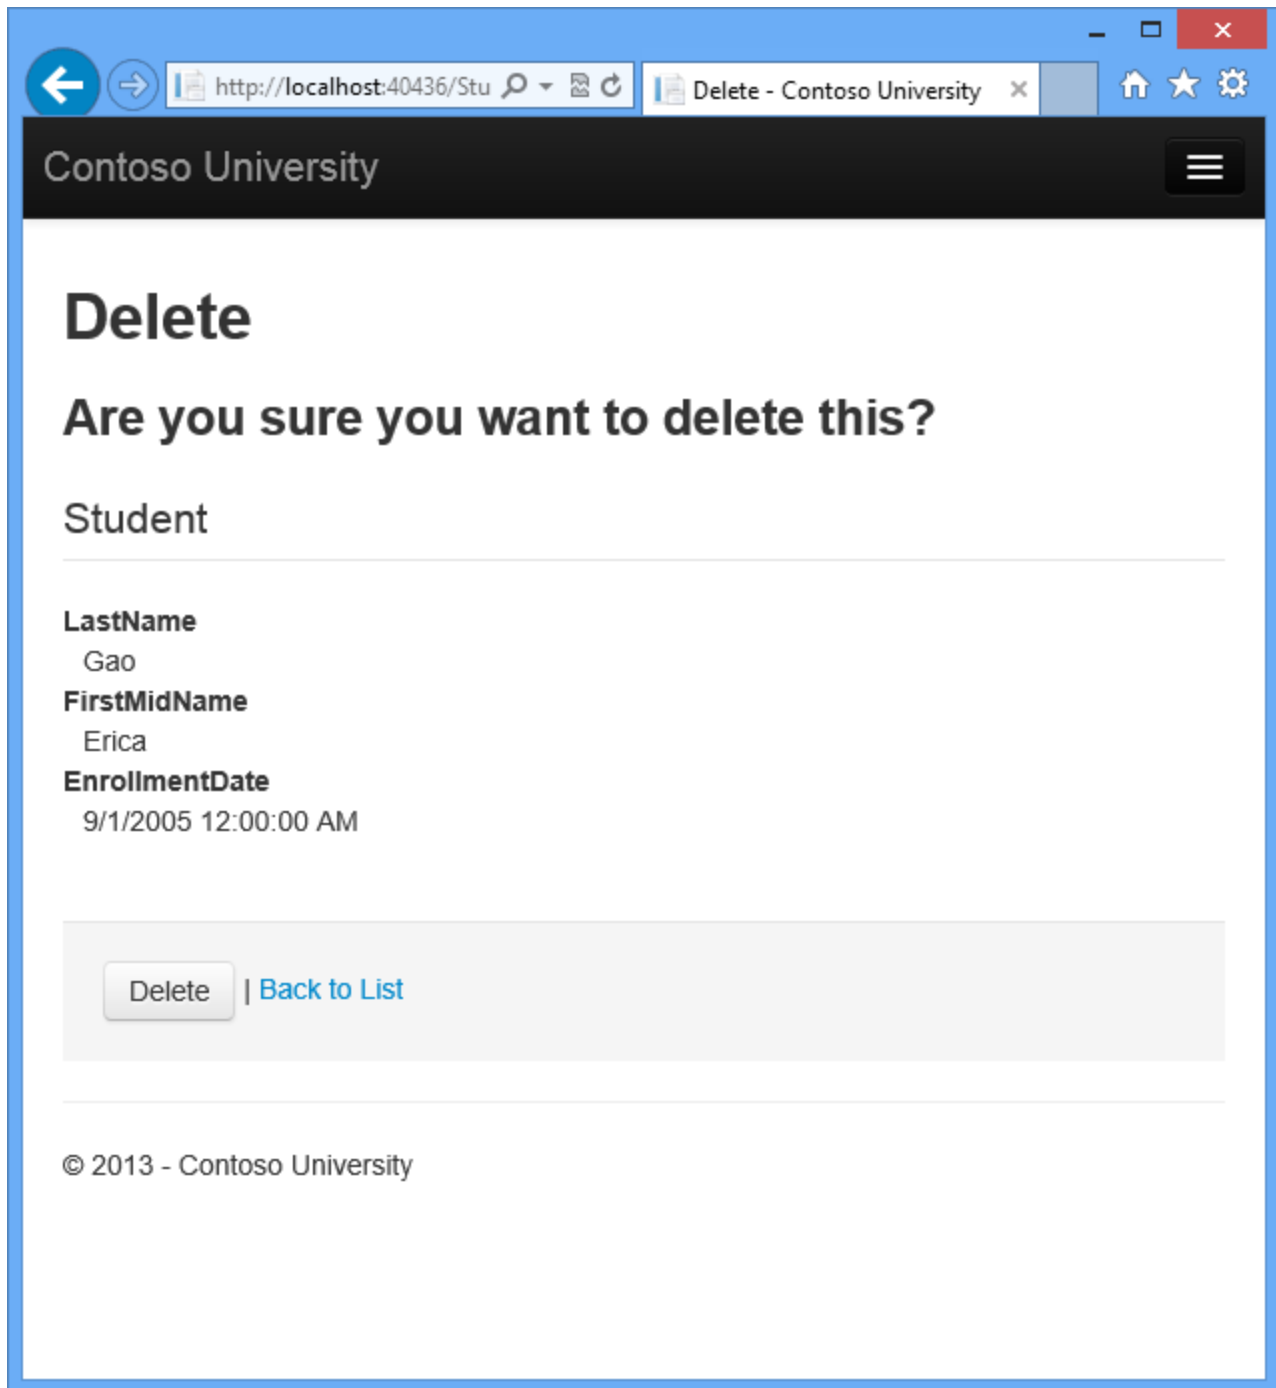 http://localhost:40436/Stu
Delete - Contoso University
Contoso University
Delete
Are you sure you want to delete this?
Student
LastName
Gao
FirstMidName
Erica
EnrollmentDate
9/1/2005 12:00:00 AM
Delete | Back to List
© 2013 - Contoso University